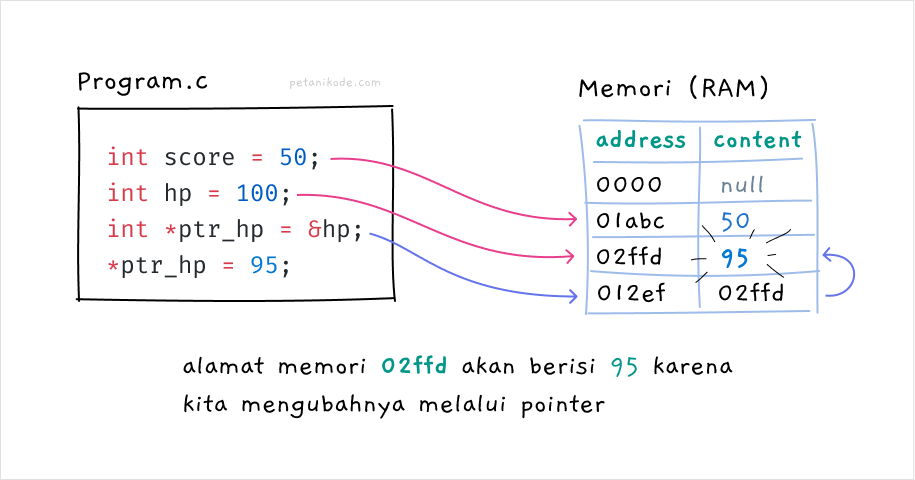 Program.c
petanikode.com
int score = 50;
int hp = 100;
int *ptr_hp = &hp;
*ptr_hp = 95;
Memori (RAM)
address content
0000 null
01abc 50
02ffd 95
012ef 02ffd
alamat memori 02ffd akan berisi 95 karena
kita mengubahnya melalui pointer